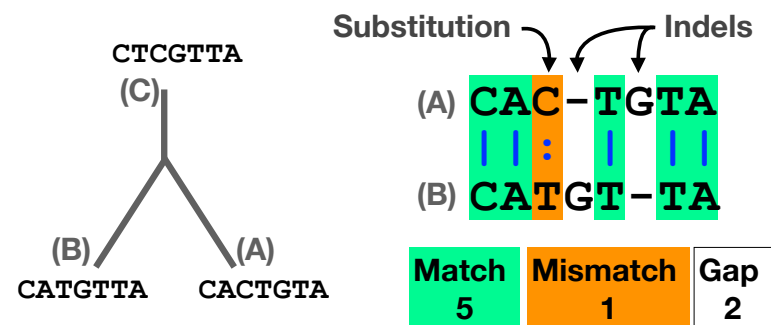 CTCGTTA
(C)
(B)
(A)
CATGTTA
CACTGTA
Substitution
Indels
(A) CAC-TGTA
||: | ||
(B) CATGT-TA
Match
5
Mismatch
1
Gap
2